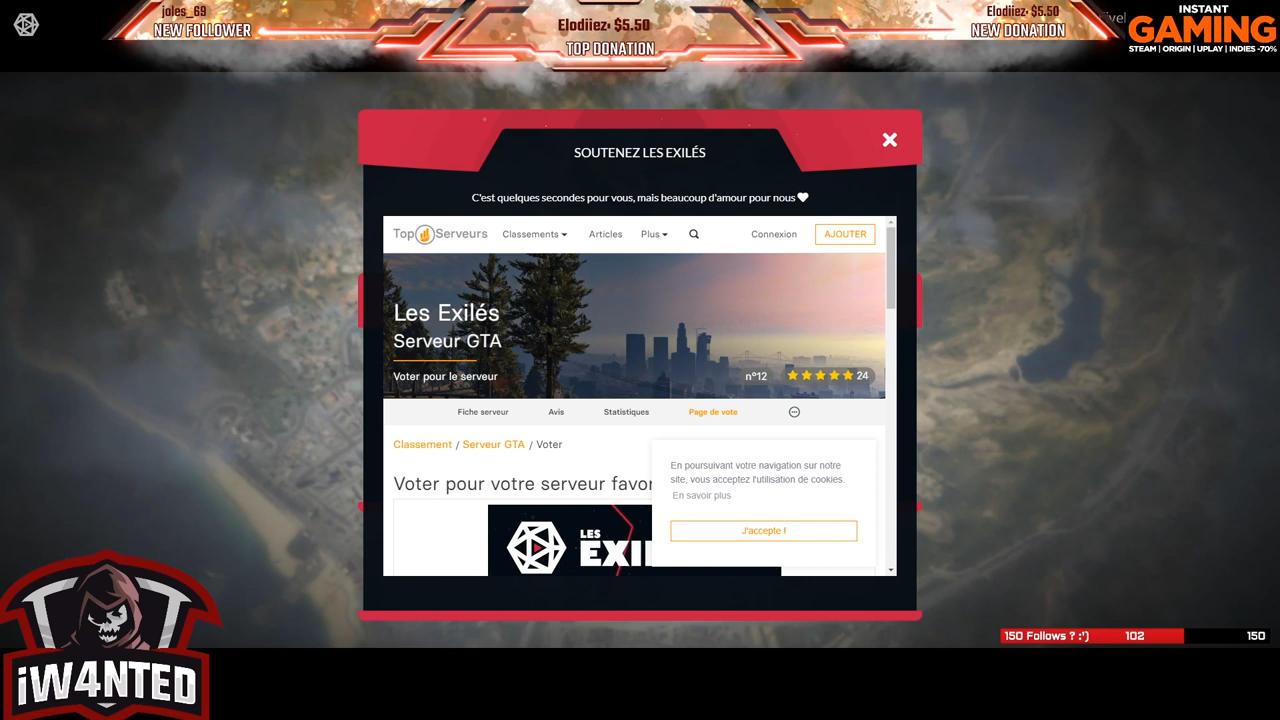 joles_69
NEW FOLLOWER
Elodiiez• $5.50
TOP DONATION
Elodiiez• $5.50
NEW DONATION
INSTANT
GAMING
STEAM | ORIGIN | UPLAY | INDIES -70%
SOUTENEZ LES EXILÉS
C'est quelques secondes pour vous, mais beaucoup d'amour pour nous
Top Serveurs
Classements
Articles
Plus
Connexion
AJOUTER
Les Exilés
Serveur GTA
Voter pour le serveur
n°12
24
Fiche serveur
Avis
Statistiques
Page de vote
Classement / Serveur GTA / Voter
Voter pour votre serveur favor
En poursuivant votre navigation sur notre
site, vous acceptez l'utilisation de cookies.
En savoir plus
J'accepte !
LES
EXI
150 Follows ? :')
102
150
iW4NTED